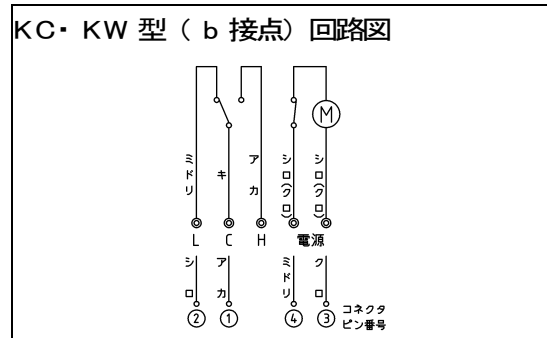 KC・KW 型（ b 接点）回路図
M
ミドリ
キ
アカ
シロ(クロ)
シロ(クロ)
L C H 電源
シロ
アカ
ミドリ
クロ
② ① ④ ③
コネクタ
ピン番号